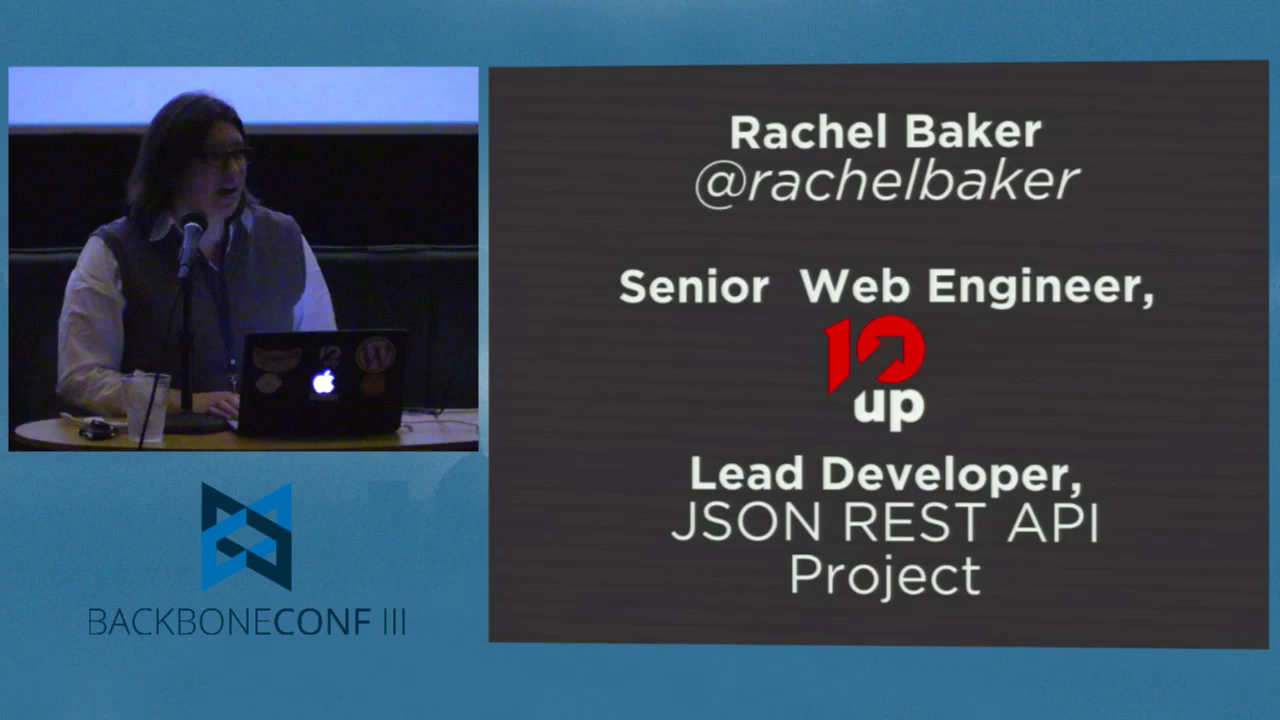 Rachel Baker
@rachelbaker
Senior Web Engineer,
10
up
Lead Developer,
JSON REST API
Project
BACKBONECONF III